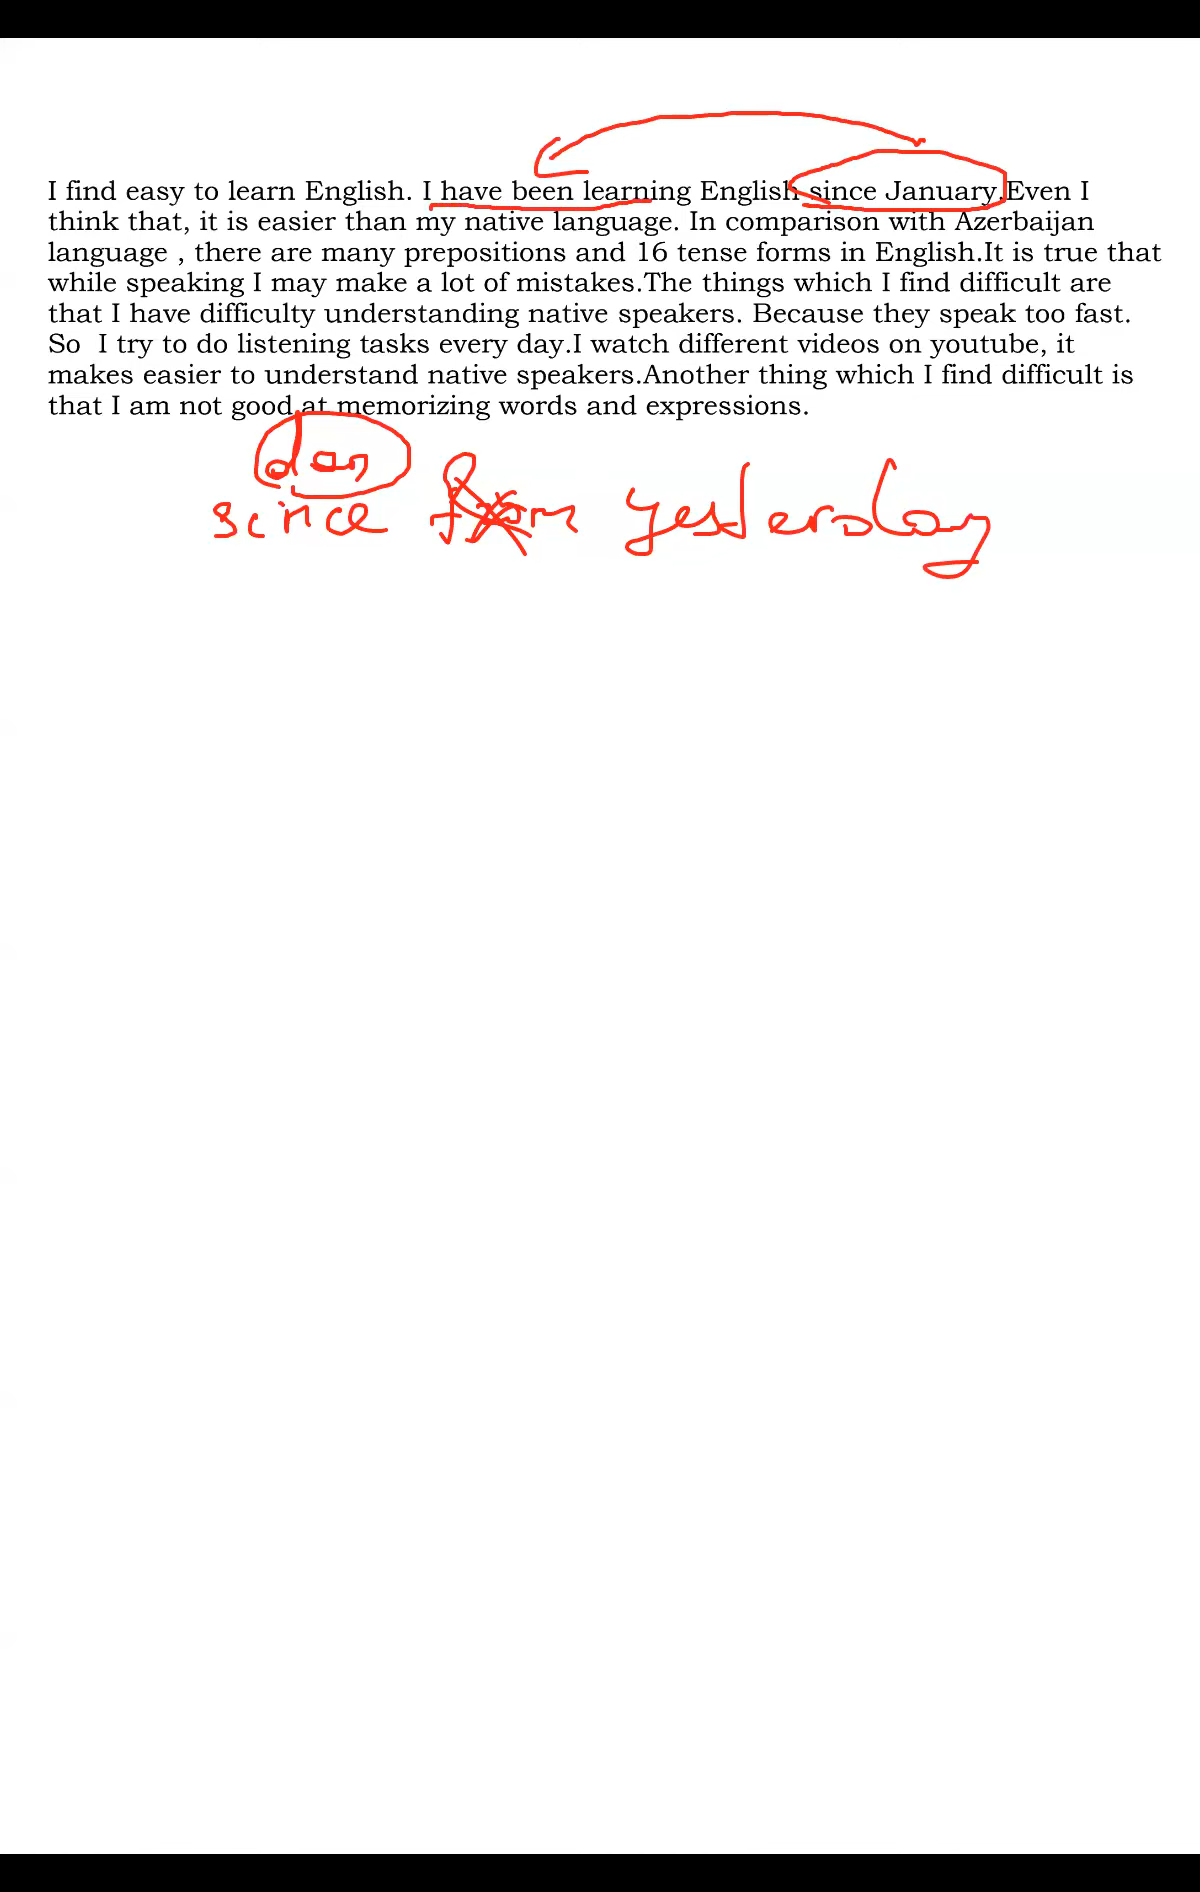 I find easy to learn English. I have been learning English since January.Even I
think that, it is easier than my native language. In comparison with Azerbaijan
language , there are many prepositions and 16 tense forms in English.It is true that
while speaking I may make a lot of mistakes.The things which I find difficult are
that I have difficulty understanding native speakers. Because they speak too fast.
So  I try to do listening tasks every day.I watch different videos on youtube, it
makes easier to understand native speakers.Another thing which I find difficult is
that I am not good at memorizing words and expressions.
dan
since from yesterday